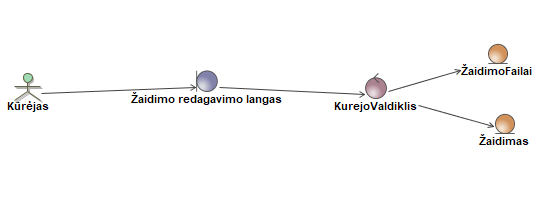 ŽaidimoFailai
Kūrėjas
Žaidimo redagavimo langas
KurejoValdiklis
Žaidimas